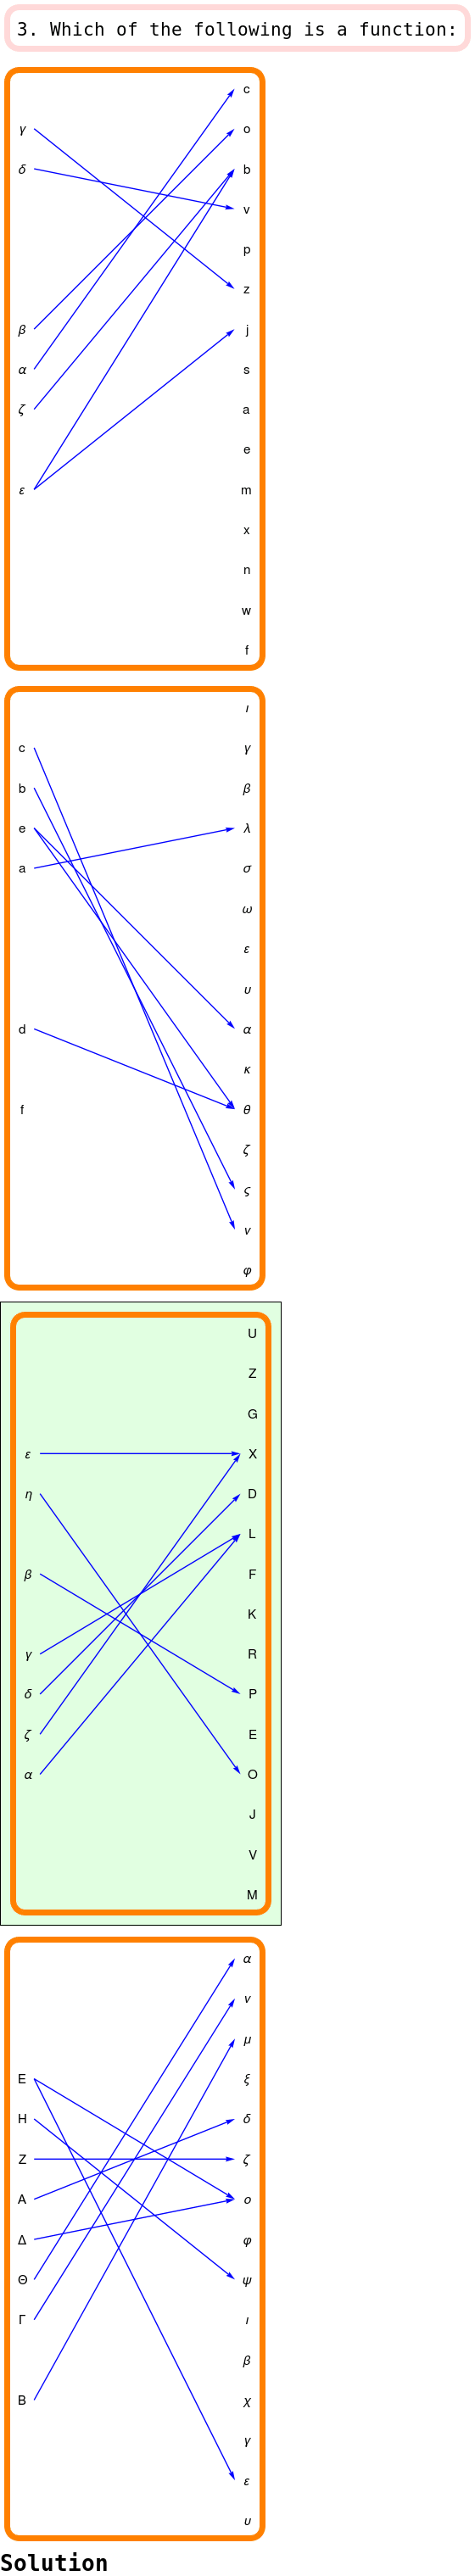 3. Which of the following is a function:
c
γ o
δ b
v
p
z
β j
α s
ζ a
e
ε m
x
n
w
f
ι
c γ
b β
e λ
a σ
ω
ε
υ
d α
κ
f θ
ζ
ς
ν
φ
U
Z
G
ε X
η D
L
β F
K
γ R
δ P
ζ E
α O
J
V
M
α
ν
μ
Ε ξ
Η δ
Ζ ζ
Α ο
Δ φ
Θ ψ
Γ ι
β
Β χ
γ
ε
υ
Solution